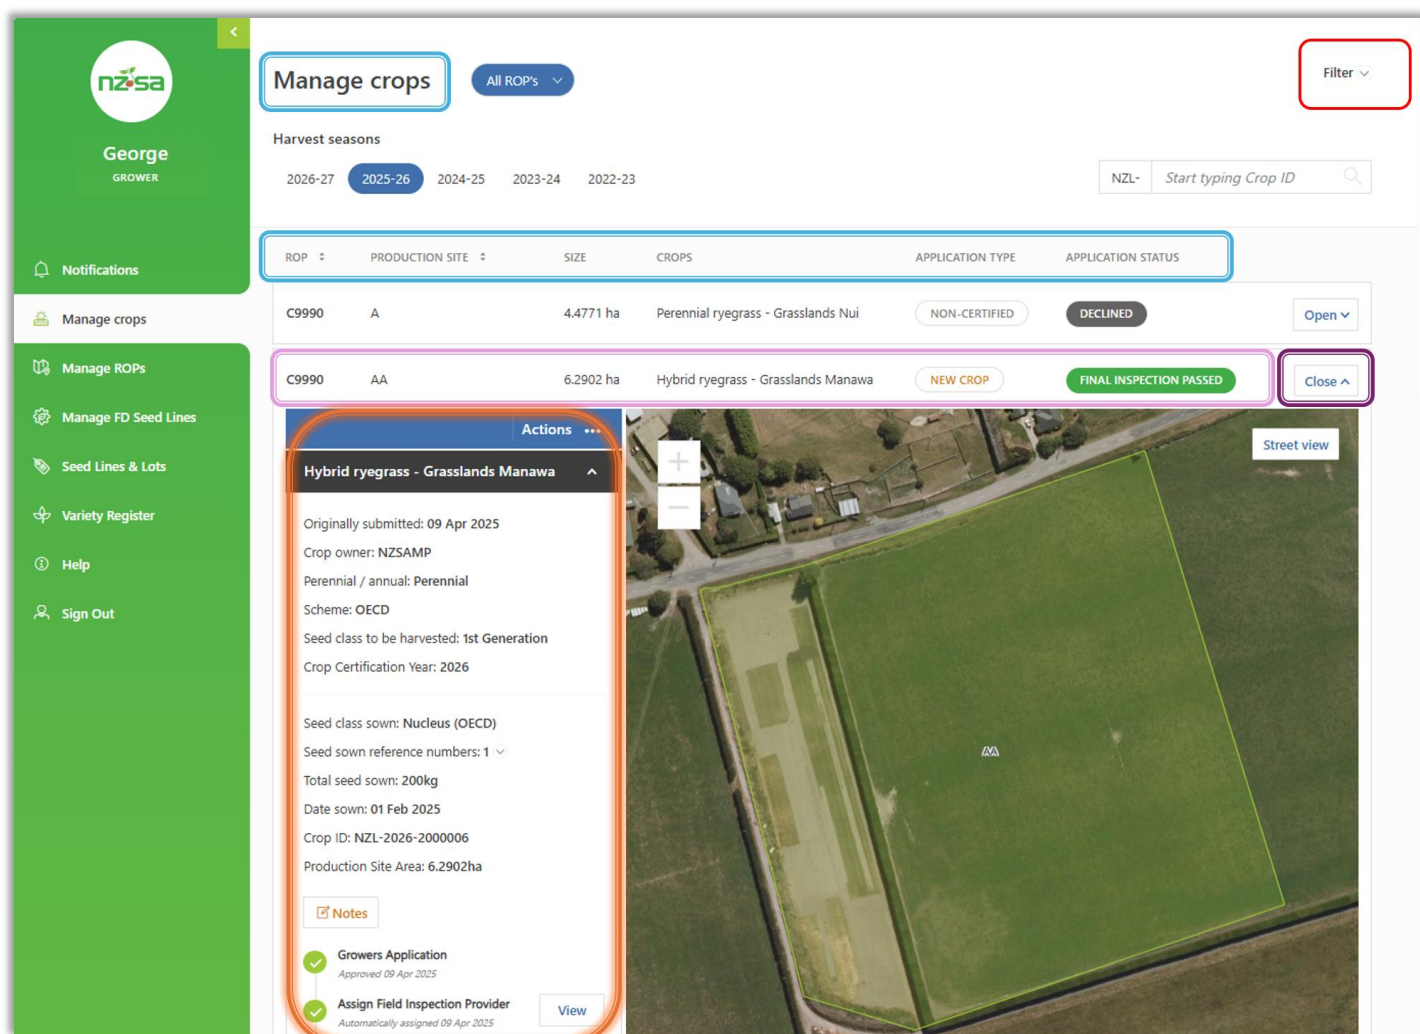 nzsa
George
GROWER
Notifications
Manage crops
Manage ROPs
Manage FD Seed Lines
Seed Lines & Lots
Variety Register
Help
Sign Out
Manage crops All ROP's Filter
Harvest seasons
2026-27 2025-26 2024-25 2023-24 2022-23 NZL- Start typing Crop ID
ROP PRODUCTION SITE SIZE CROPS APPLICATION TYPE APPLICATION STATUS
C9990 A 4.4771 ha Perennial ryegrass - Grasslands Nui NON-CERTIFIED DECLINED Open
C9990 AA 6.2902 ha Hybrid ryegrass - Grasslands Manawa NEW CROP FINAL INSPECTION PASSED Close
Actions ...
Hybrid ryegrass - Grasslands Manawa
Originally submitted: 09 Apr 2025
Crop owner: NZSAMP
Perennial / annual: Perennial
Scheme: OECD
Seed class to be harvested: 1st Generation
Crop Certification Year: 2026
Seed class sown: Nucleus (OECD)
Seed sown reference numbers: 1
Total seed sown: 200kg
Date sown: 01 Feb 2025
Crop ID: NZL-2026-2000006
Production Site Area: 6.2902ha
Notes
Growers Application
Approved 09 Apr 2025
Assign Field Inspection Provider
Automatically assigned 09 Apr 2025
View
+
−
Street view
AA